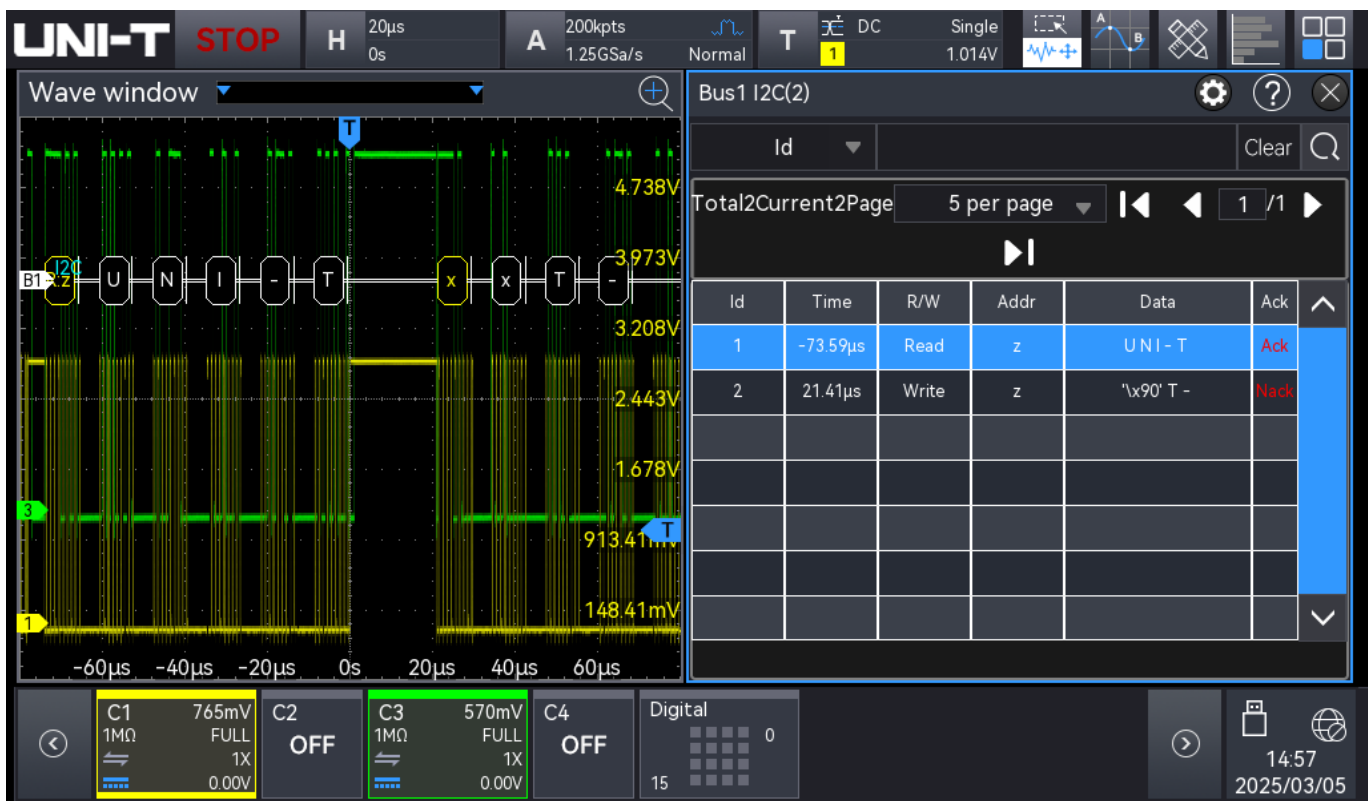 UNI-T STOP H 20µs 0s A 200kpts 1.25GSa/s Normal T DC 1 Single 1.014V A B
Wave window
Bus1 I2C(2)
Id Clear
Total2Current2Page 5 per page 1 /1
Id Time R/W Addr Data Ack
1 -73.59µs Read z U N I - T Ack
2 21.41µs Write z '\x90' T - Nack
T
4.738V
3.973V
I2C
B1 U N I - T x x T -
3.208V
2.443V
1.678V
3
T
913.41mV
148.41mV
1
-60µs -40µs -20µs 0s 20µs 40µs 60µs
C1 765mV
1MΩ FULL
1X
0.00V
C2
OFF
C3 570mV
1MΩ FULL
1X
0.00V
C4
OFF
Digital
0
15
14:57
2025/03/05